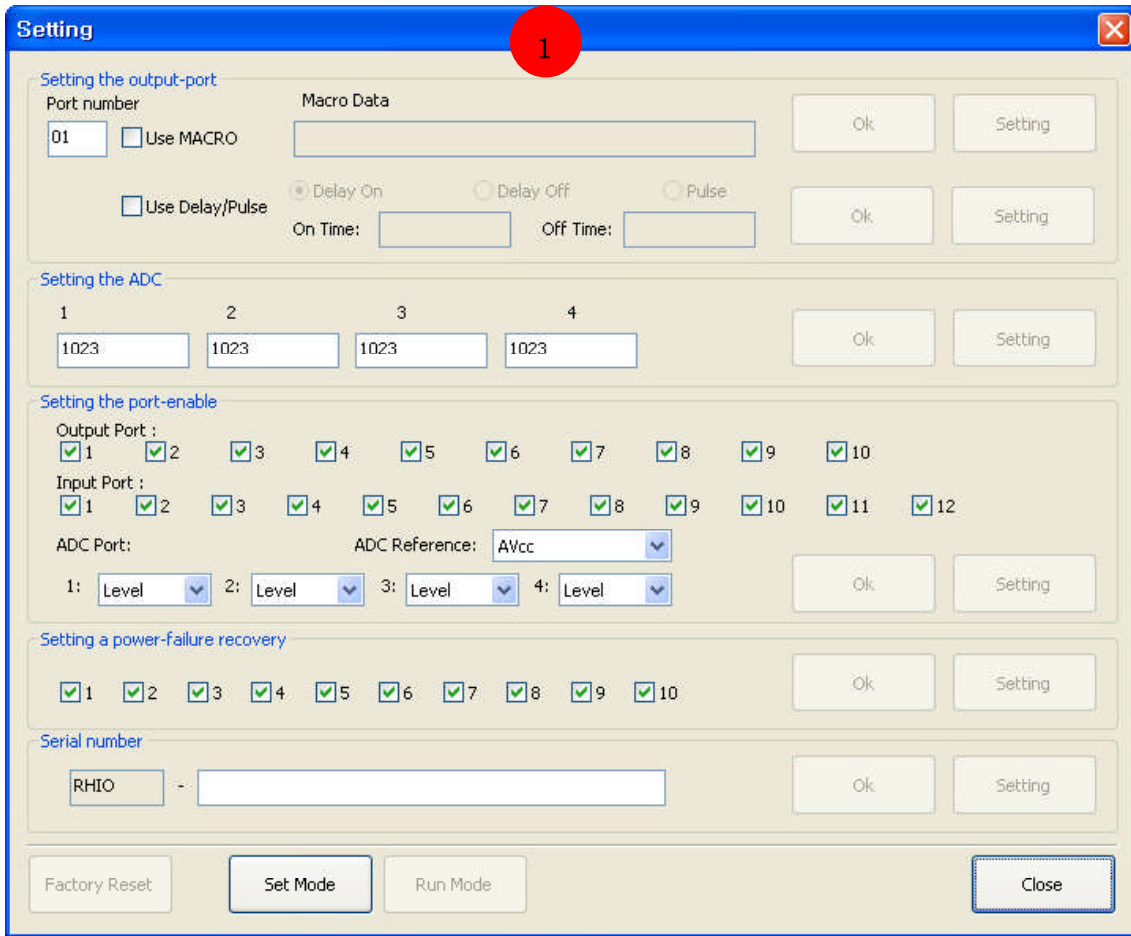 Setting
1
Setting the output-port
Port number Macro Data
01 Use MACRO Ok Setting
Delay On Delay Off Pulse
Use Delay/Pulse Ok Setting
On Time: Off Time:
Setting the ADC
1 2 3 4
1023 1023 1023 1023 Ok Setting
Setting the port-enable
Output Port :
1 2 3 4 5 6 7 8 9 10
Input Port :
1 2 3 4 5 6 7 8 9 10 11 12
ADC Port: ADC Reference: AVcc
1: Level 2: Level 3: Level 4: Level Ok Setting
Setting a power-failure recovery
1 2 3 4 5 6 7 8 9 10 Ok Setting
Serial number
RHIO - Ok Setting
Factory Reset Set Mode Run Mode Close